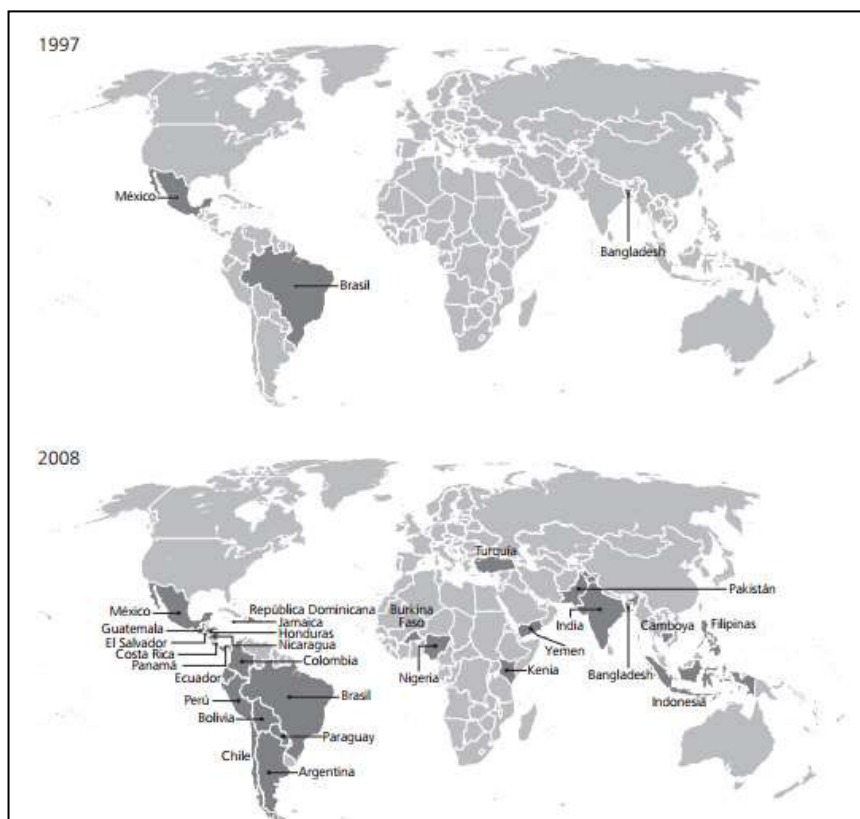 1997
México
Brasil
Bangladesh
2008
Turquía
Pakistán
México
República Dominicana
Jamaica
Burkina
Faso
Guatemala
Honduras
El Salvador
Nicaragua
Costa Rica
Panamá
Colombia
Ecuador
Perú
Brasil
Bolivia
Paraguay
Chile
Argentina
Nigeria
Kenia
Yemen
India
Camboya
Filipinas
Bangladesh
Indonesia